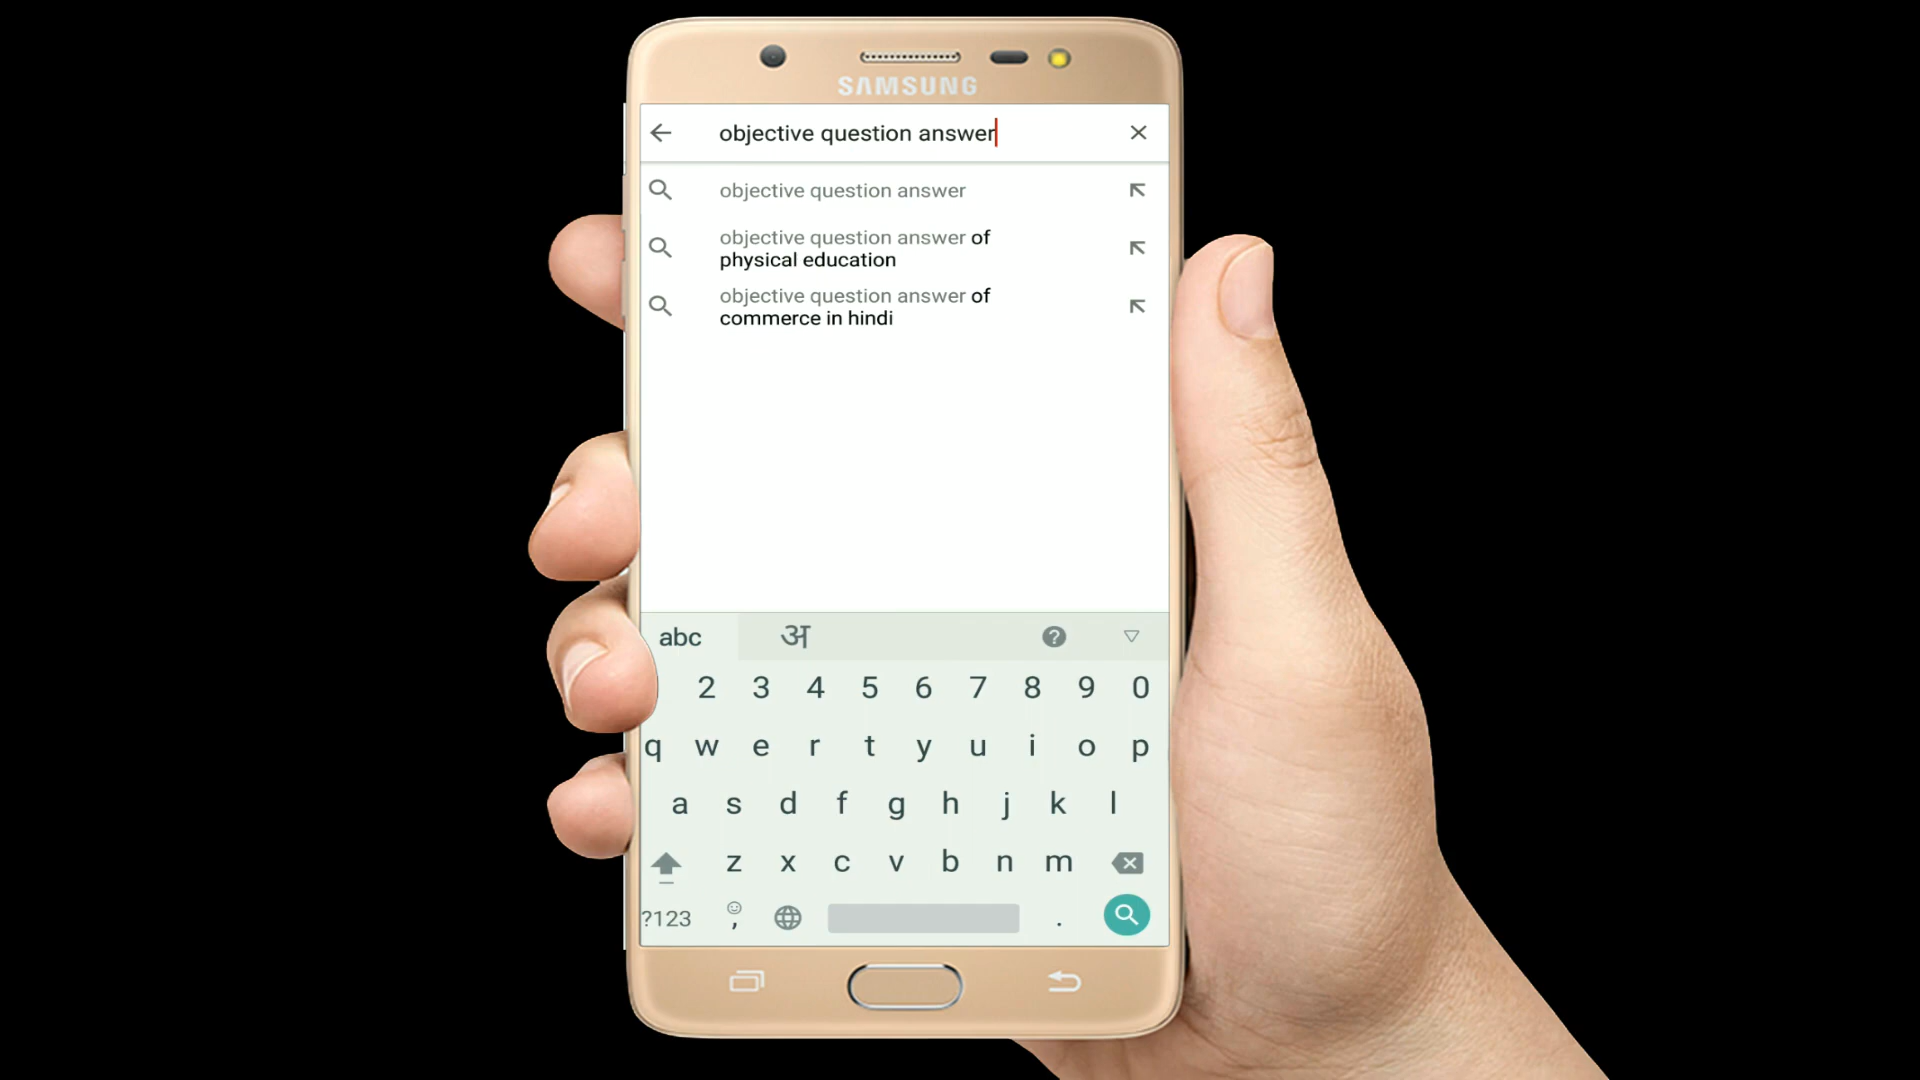 SAMSUNG
objective question answer
objective question answer
objective question answer of
physical education
objective question answer of
commerce in hindi
abc अ ?
2 3 4 5 6 7 8 9 0
q w e r t y u i o p
a s d f g h j k l
z x c v b n m
?123 , .